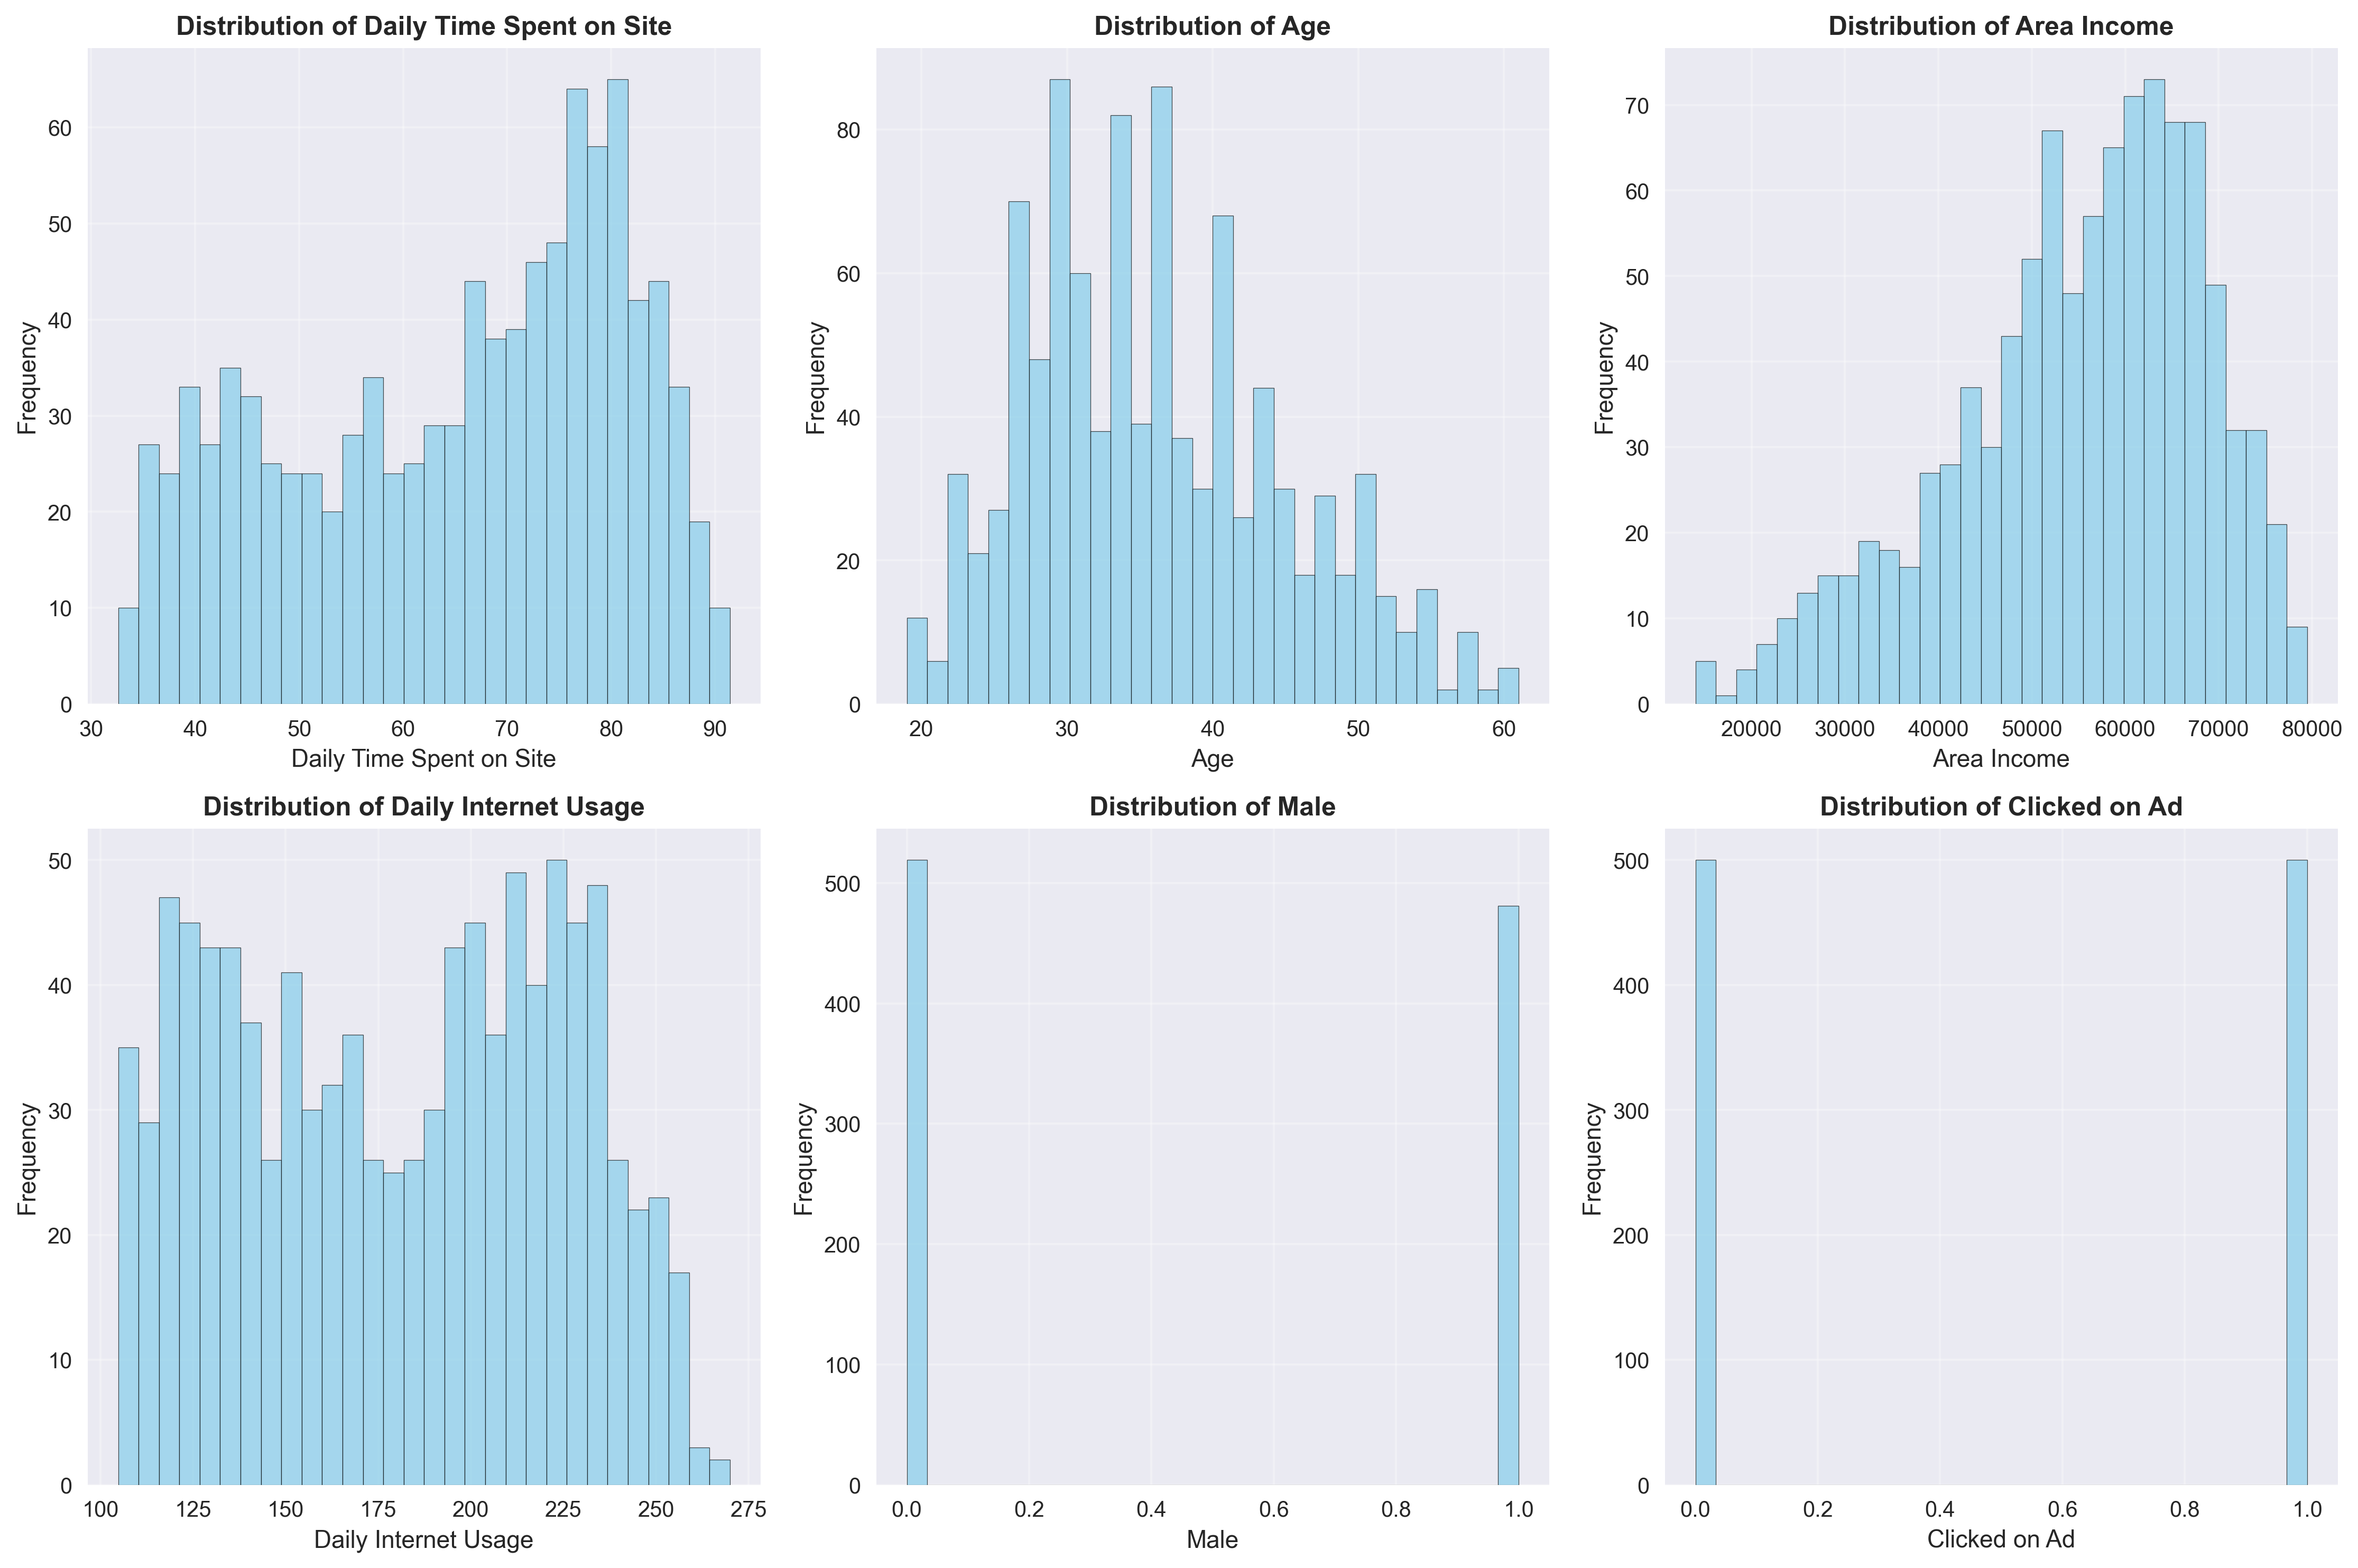 Distribution of Daily Time Spent on Site
Frequency
60
50
40
30
20
10
0
30 40 50 60 70 80 90
Daily Time Spent on Site
Distribution of Age
Frequency
80
60
40
20
0
20 30 40 50 60
Age
Distribution of Area Income
Frequency
70
60
50
40
30
20
10
0
20000 30000 40000 50000 60000 70000 80000
Area Income
Distribution of Daily Internet Usage
Frequency
50
40
30
20
10
0
100 125 150 175 200 225 250 275
Daily Internet Usage
Distribution of Male
Frequency
500
400
300
200
100
0
0.0 0.2 0.4 0.6 0.8 1.0
Male
Distribution of Clicked on Ad
Frequency
500
400
300
200
100
0
0.0 0.2 0.4 0.6 0.8 1.0
Clicked on Ad